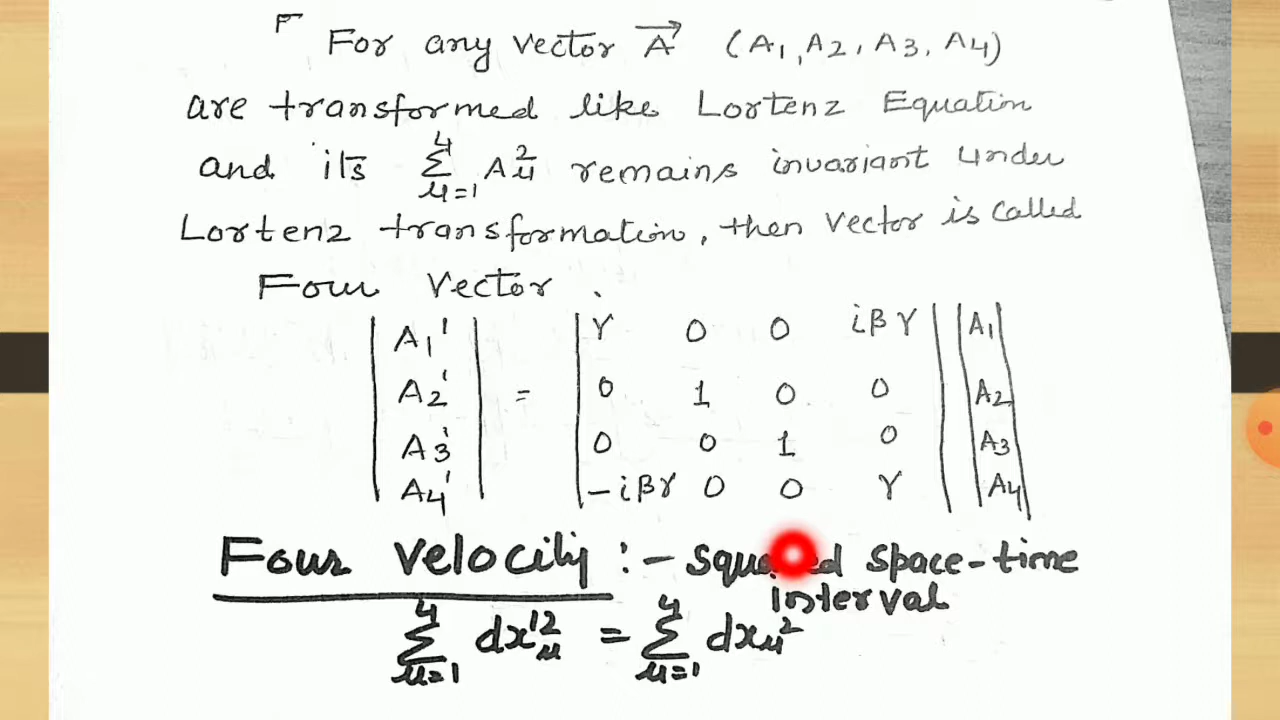 For any vector A⃗ (A1, A2, A3, A4)
are transformed like Lortenz Equation
and its Σ_{μ=1}^{4} A_μ^2 remains invariant under
Lortenz transformation, then vector is called
Four vector.
| A1' | = | γ 0 0 iβγ | | A1 |
| A2' | | 0 1 0 0 | | A2 |
| A3' | | 0 0 1 0 | | A3 |
| A4' | | -iβγ 0 0 γ | | A4 |
Four velocity :- squared space-time
interval
Σ_{μ=1}^{4} dx'_μ^2 = Σ_{μ=1}^{4} dx_μ^2